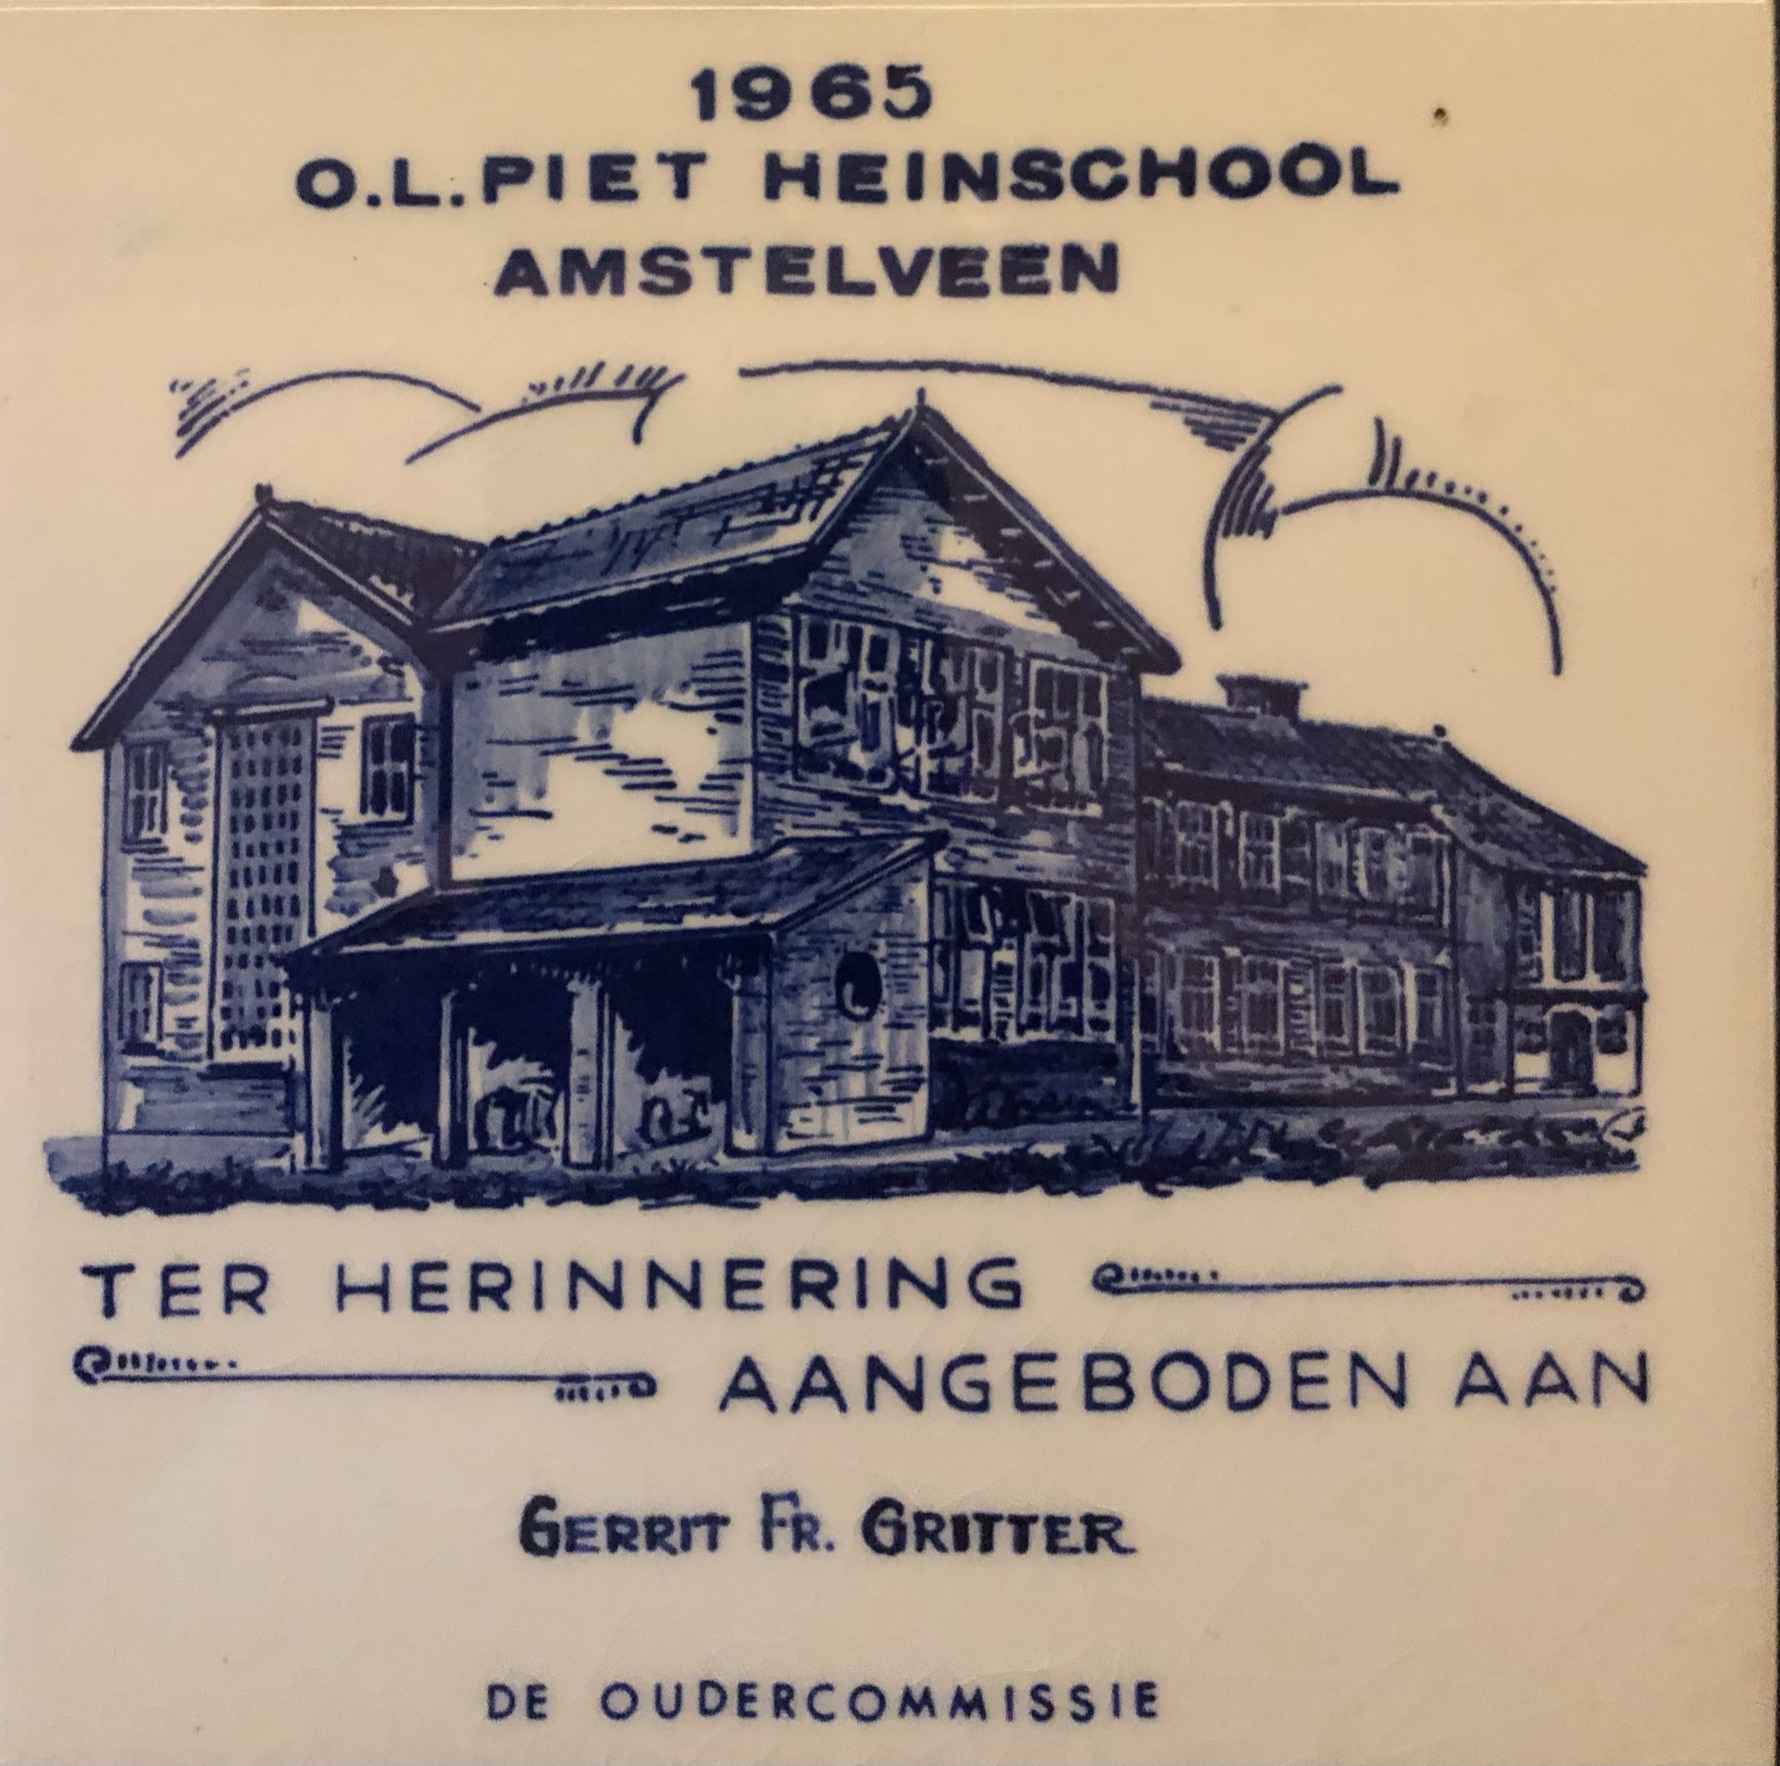 1965
O.L. PIET HEINSCHOOL
AMSTELVEEN
TER HERINNERING
AANGEBODEN AAN
GERRIT FR. GRITTER
DE OUDERCOMMISSIE